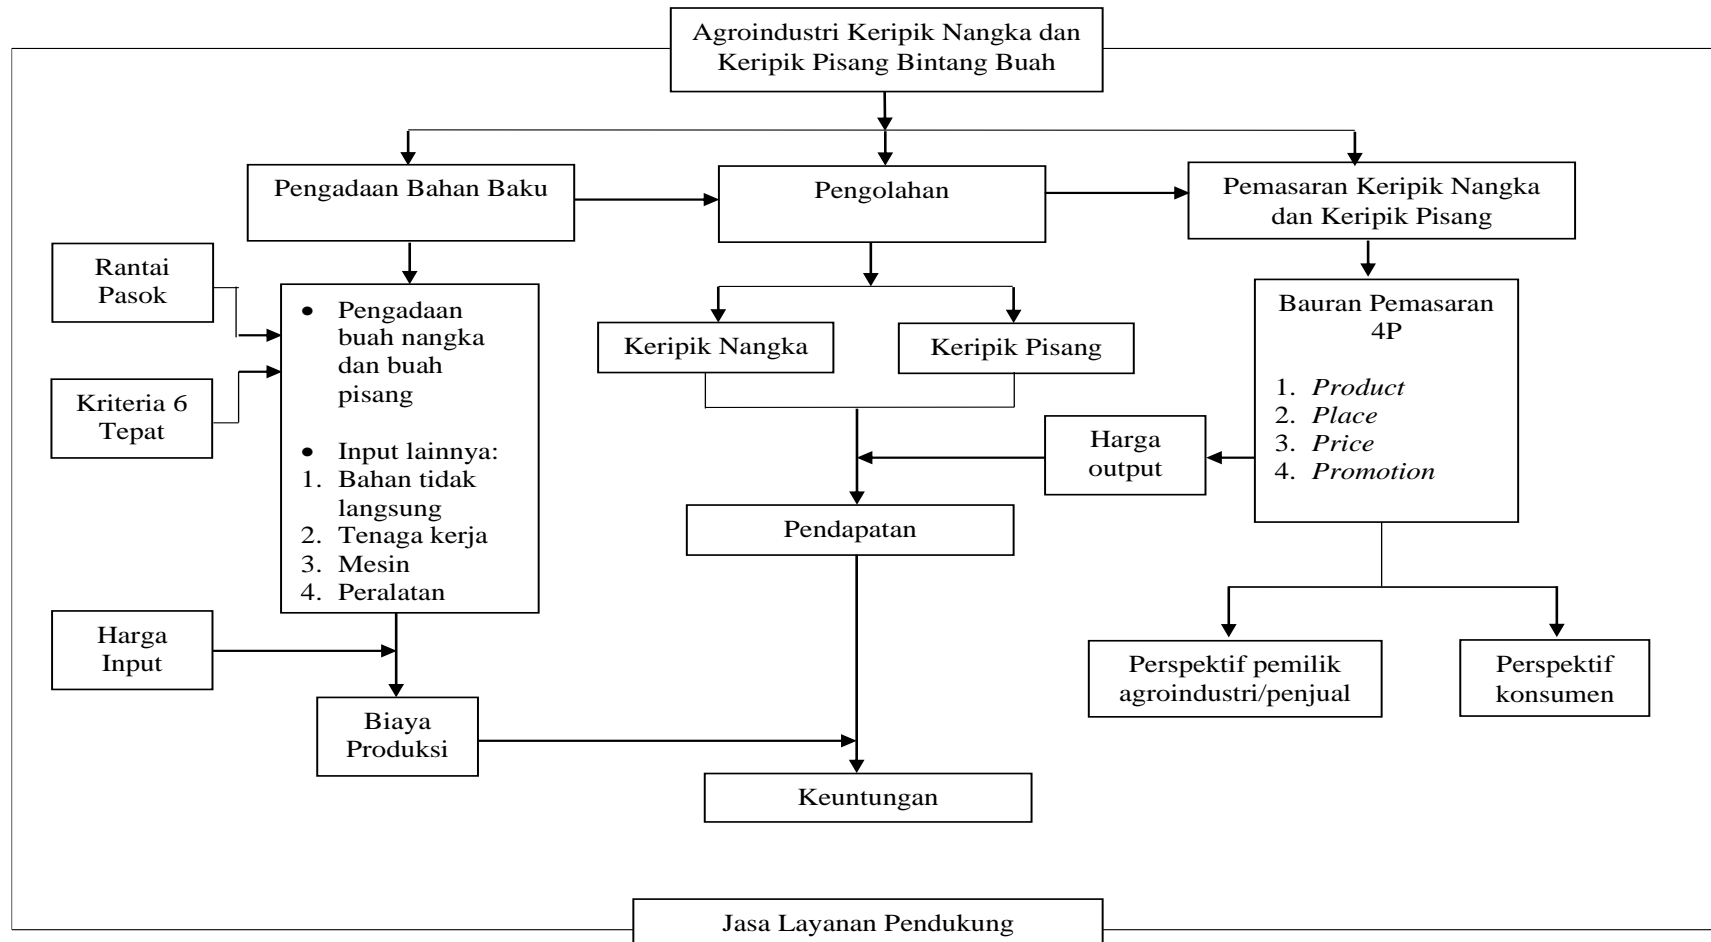 Agroindustri Keripik Nangka dan
Keripik Pisang Bintang Buah
Pengadaan Bahan Baku
Pengolahan
Pemasaran Keripik Nangka
dan Keripik Pisang
Rantai
Pasok
Kriteria 6
Tepat
• Pengadaan
buah nangka
dan buah
pisang
• Input lainnya:
1. Bahan tidak
langsung
2. Tenaga kerja
3. Mesin
4. Peralatan
Keripik Nangka
Keripik Pisang
Bauran Pemasaran
4P
1. Product
2. Place
3. Price
4. Promotion
Harga
output
Pendapatan
Harga
Input
Biaya
Produksi
Perspektif pemilik
agroindustri/penjual
Perspektif
konsumen
Keuntungan
Jasa Layanan Pendukung